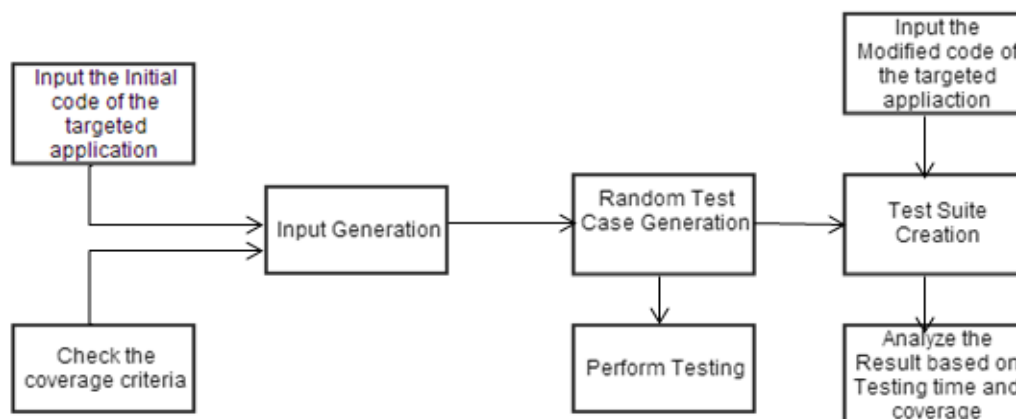 Input the Initial
code of the
targeted
application
Check the
coverage criteria
Input Generation
Random Test
Case Generation
Perform Testing
Input the
Modified code of
the targeted
appliaction
Test Suite
Creation
Analyze the
Result based on
Testing time and
coverage